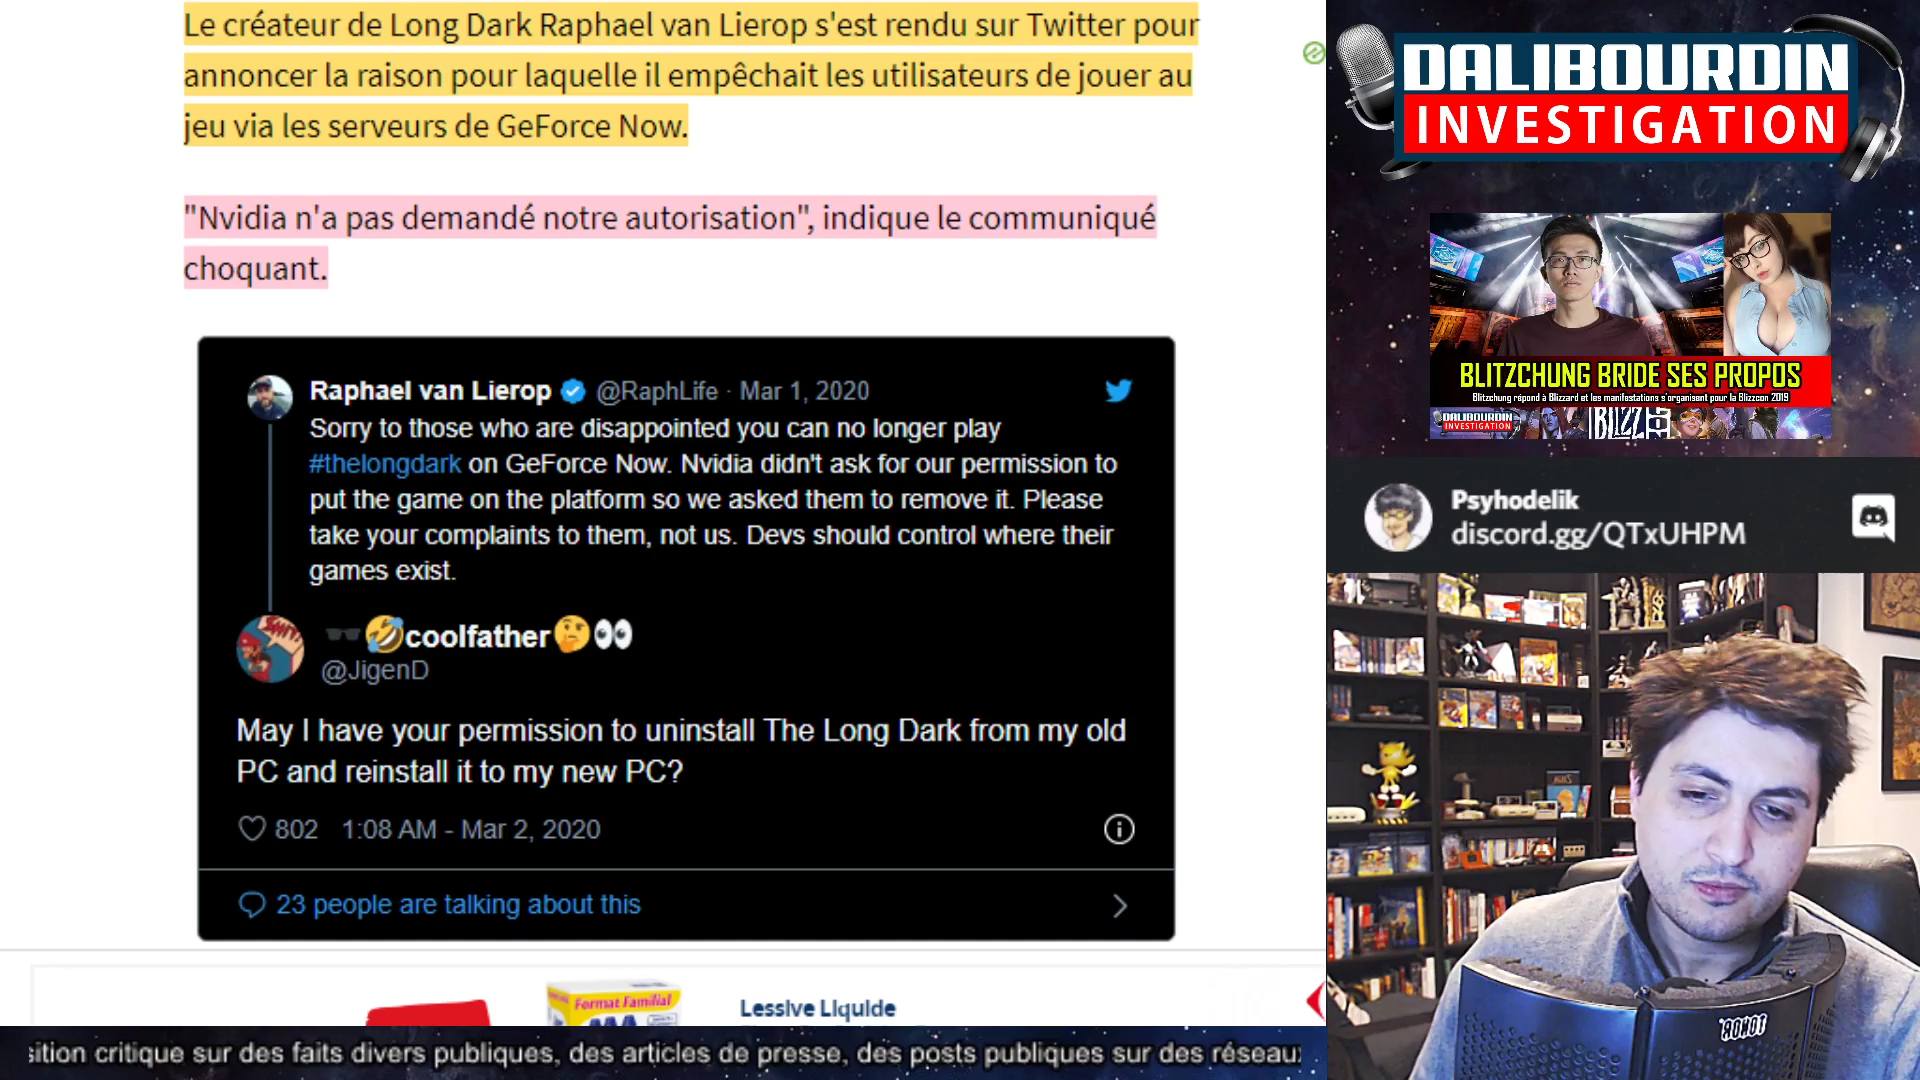 Le créateur de Long Dark Raphael van Lierop s'est rendu sur Twitter pour
annoncer la raison pour laquelle il empêchait les utilisateurs de jouer au
jeu via les serveurs de GeForce Now.
"Nvidia n'a pas demandé notre autorisation", indique le communiqué
choquant.
Raphael van Lierop @RaphLife · Mar 1, 2020
Sorry to those who are disappointed you can no longer play
#thelongdark on GeForce Now. Nvidia didn't ask for our permission to
put the game on the platform so we asked them to remove it. Please
take your complaints to them, not us. Devs should control where their
games exist.
🕶️🤣coolfather🤔👀
@JigenD
May I have your permission to uninstall The Long Dark from my old
PC and reinstall it to my new PC?
802 1:08 AM - Mar 2, 2020
23 people are talking about this
Format Familial
Lessive Liquide
sition critique sur des faits divers publiques, des articles de presse, des posts publiques sur des réseau
DALIBOURDIN
INVESTIGATION
BLITZCHUNG BRIDE SES PROPOS
Blitzchung répond à Blizzard et les manifestations s'organisent pour la Blizzcon 2019
DALIBOURDIN
INVESTIGATION
BLIZZ
Psyhodelik
discord.gg/QTxUHPM